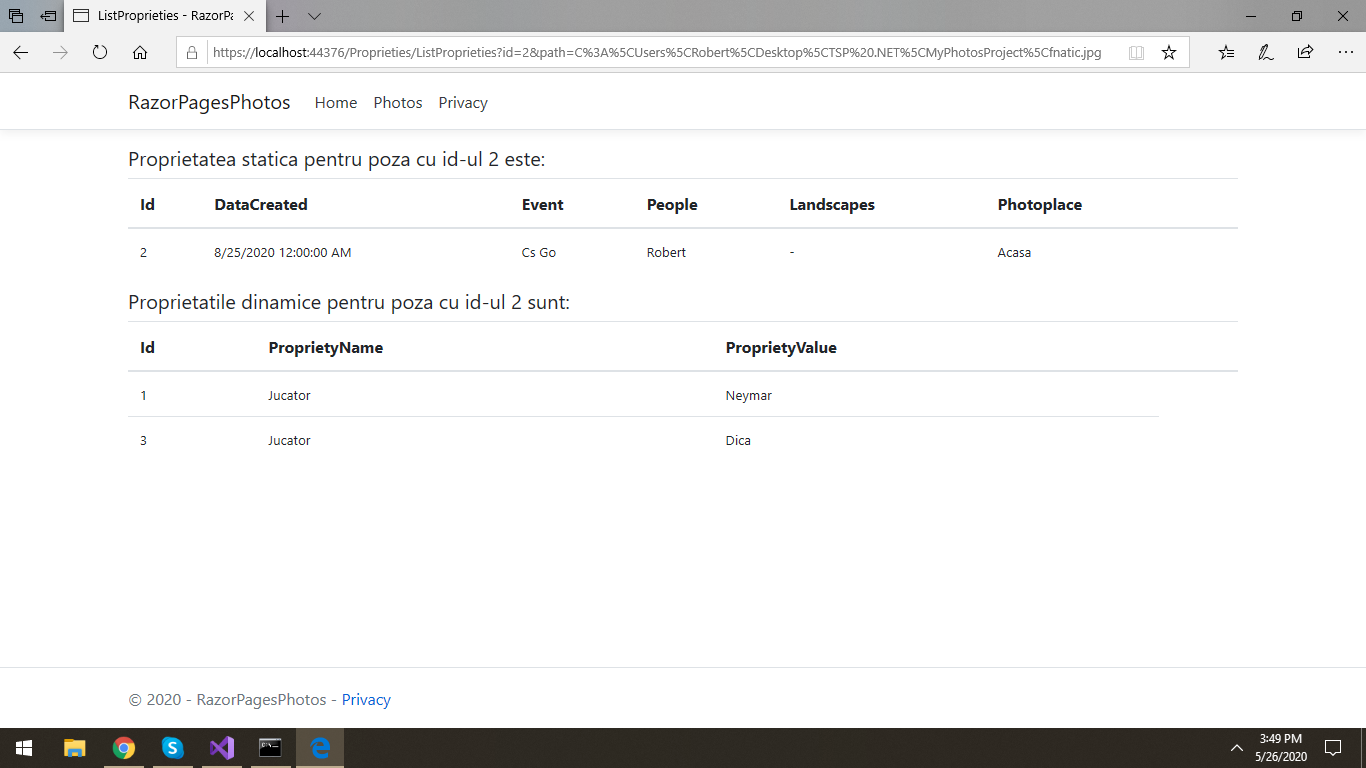 ListProprieties - RazorPa
https://localhost:44376/Proprieties/ListProprieties?id=2&path=C%3A%5CUsers%5CRobert%5CDesktop%5CTSP%20.NET%5CMyPhotosProject%5Cfnatic.jpg
RazorPagesPhotos Home Photos Privacy
Proprietatea statica pentru poza cu id-ul 2 este:
Id DataCreated Event People Landscapes Photoplace
2 8/25/2020 12:00:00 AM Cs Go Robert - Acasa
Proprietatile dinamice pentru poza cu id-ul 2 sunt:
Id ProprietyName ProprietyValue
1 Jucator Neymar
3 Jucator Dica
© 2020 - RazorPagesPhotos - Privacy
3:49 PM
5/26/2020